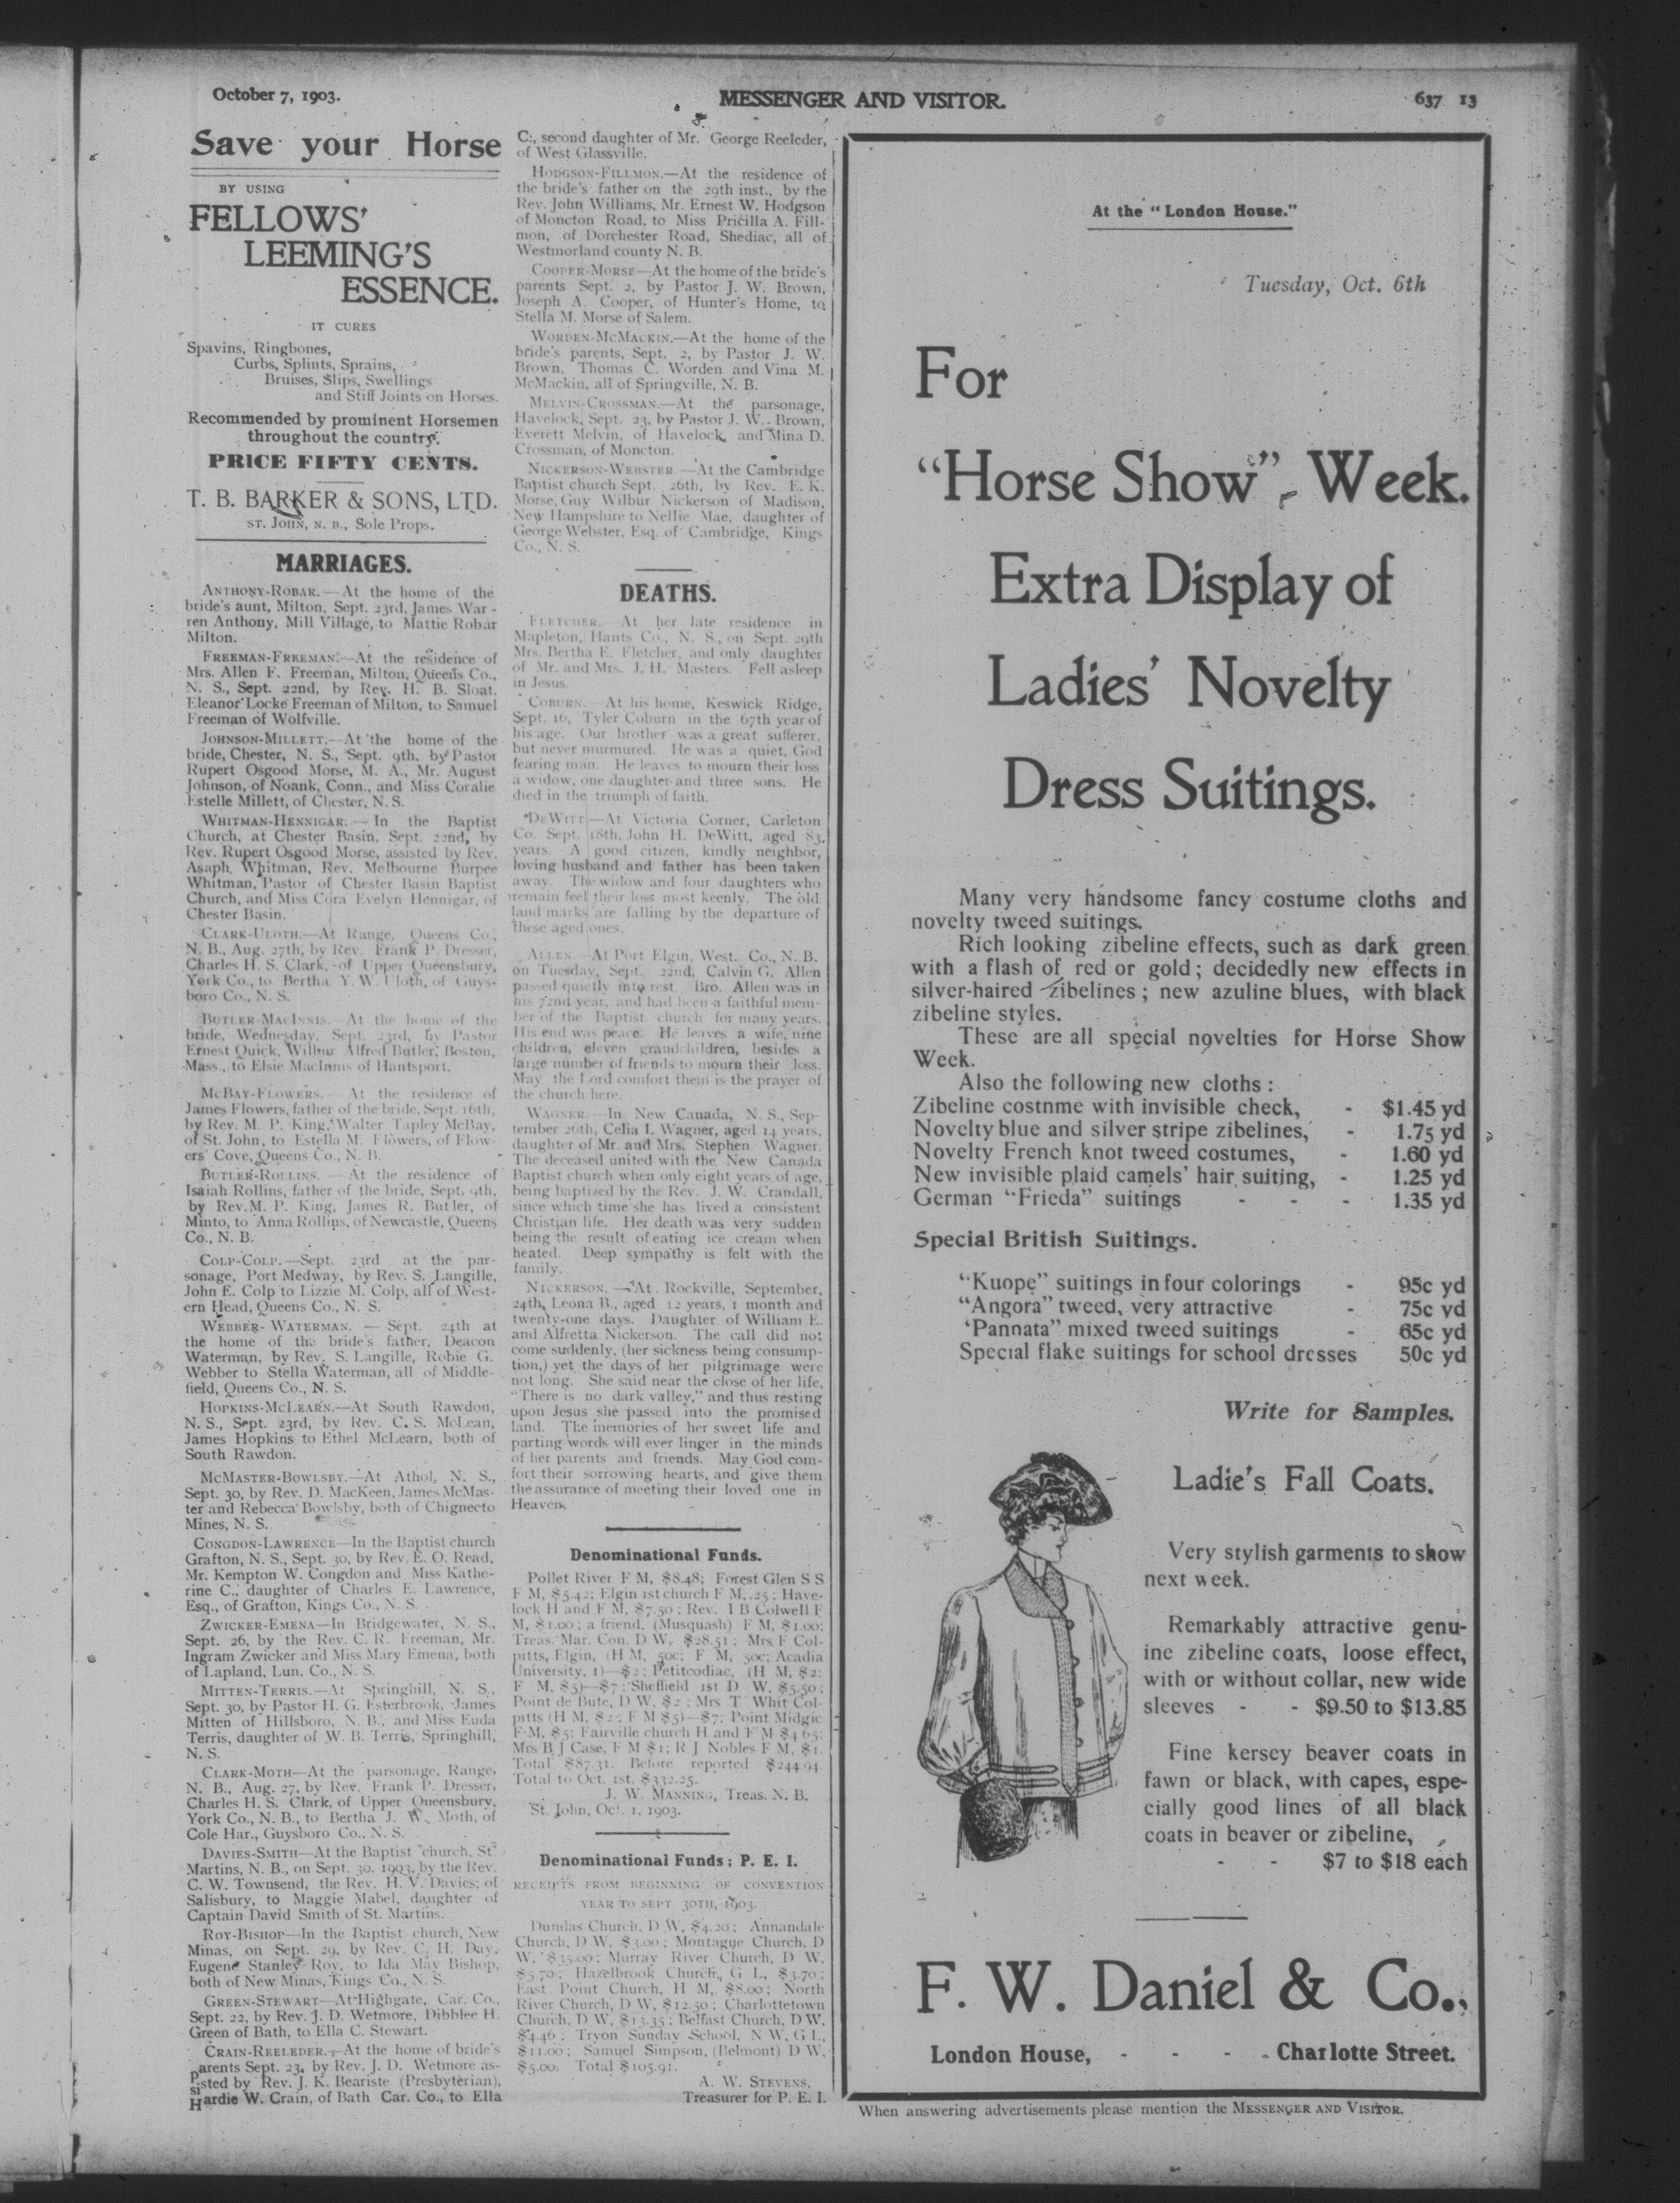 October 7, 1903.
MESSENGER AND VISITOR.
637 13
Save your Horse
BY USING
FELLOWS'
LEEMING'S
ESSENCE.
IT CURES
Spavins, Ringbones,
Curbs, Splints, Sprains,
Bruises, Slips, Swellings
and Stiff Joints on Horses.
Recommended by prominent Horsemen
throughout the country.
PRICE FIFTY CENTS.
T. B. BARKER & SONS, LTD.
ST. JOHN, N. B., Sole Props.
MARRIAGES.
ANTHONY-ROBAR.—At the home of the
bride's aunt, Milton, Sept. 23rd, James War-
ren Anthony, Mill Village, to Mattie Robar
Milton.
FREEMAN-FREEMAN.—At the residence of
Mrs. Allen F. Freeman, Milton, Queens Co.,
N. S., Sept. 22nd, by Rev. H. B. Sloat,
Eleanor Locke Freeman of Milton, to Samuel
Freeman of Wolfville.
JOHNSON-MILLETT.—At the home of the
bride, Chester, N. S., Sept. 9th, by Pastor
Rupert Osgood Morse, M. A., Mr. August
Johnson, of Noank, Conn., and Miss Coralie
Estelle Millett, of Chester, N. S.
WHITMAN-HENNIGAR.—In the Baptist
Church, at Chester Basin, Sept. 22nd, by
Rev. Rupert Osgood Morse, assisted by Rev.
Asaph Whitman, Rev. Melbourne Burpee
Whitman, Pastor of Chester Basin Baptist
Church, and Miss Cora Evelyn Hennigar, of
Chester Basin.
CLARK-ULOTH.—At Range, Queens Co.,
N. B., Aug. 27th, by Rev. Frank P. Dresser,
Charles H. S. Clark, of Upper Queensbury,
York Co., to Bertha Y. W. Uloth, of Guys-
boro Co., N. S.
BUTLER-MACINNIS.—At the home of the
bride, Wednesday, Sept. 23rd, by Pastor
Ernest Quick, Wilbur Alfred Butler, Boston,
Mass., to Elsie MacInnis of Hantsport.
MCBAY-FLOWERS.—At the residence of
James Flowers, father of the bride, Sept. 16th,
by Rev. M. P. King, Walter Tapley McBay,
of St. John, to Estella M. Flowers, of Flow-
ers' Cove, Queens Co., N. B.
BUTLER-ROLLINS.—At the residence of
Isaiah Rollins, father of the bride, Sept. 9th,
by Rev.M. P. King, James R. Butler, of
Minto, to Anna Rollins, of Newcastle, Queens
Co., N. B.
COLP-COLP.—Sept. 23rd at the par-
sonage, Port Medway, by Rev. S. Langille,
John E. Colp to Lizzie M. Colp, all of West-
ern Head, Queens Co., N. S.
WEBBER-WATERMAN.—Sept. 24th at
the home of the bride's father, Deacon
Waterman, by Rev. S. Langille, Robie G.
Webber to Stella Waterman, all of Middle-
field, Queens Co., N. S.
HOPKINS-MCLEARN.—At South Rawdon,
N. S., Sept. 23rd, by Rev. C. S. McLean,
James Hopkins to Ethel McLearn, both of
South Rawdon.
MCMASTER-BOWLSBY.—At Athol, N. S.,
Sept. 30, by Rev. D. MacKeen, James McMas-
ter and Rebecca Bowlsby, both of Chignecto
Mines, N. S.
CONGDON-LAWRENCE—In the Baptist church
Grafton, N. S., Sept. 30, by Rev. E. O. Read,
Mr. Kempton W. Congdon and Miss Kathe-
rine C., daughter of Charles E. Lawrence,
Esq., of Grafton, Kings Co., N. S.
ZWICKER-EMENA—In Bridgewater, N. S.,
Sept. 26, by the Rev. C. R. Freeman, Mr.
Ingram Zwicker and Miss Mary Emena, both
of Lapland, Lun. Co., N. S.
MITTEN-TERRIS.—At Springhill, N. S.,
Sept. 30, by Pastor H. G. Esterbrook, James
Mitten of Hillsboro, N. B., and Miss Euda
Terris, daughter of W. B. Terris, Springhill,
N. S.
CLARK-MOTH—At the parsonage, Range,
N. B., Aug. 27, by Rev. Frank P. Dresser,
Charles H. S. Clark, of Upper Queensbury,
York Co., N. B., to Bertha J. W. Moth, of
Cole Har., Guysboro Co., N. S.
DAVIES-SMITH—At the Baptist church, St
Martins, N. B., on Sept. 30, 1903, by the Rev.
C. W. Townsend, the Rev. H. V. Davies, of
Salisbury, to Maggie Mabel, daughter of
Captain David Smith of St. Martins.
ROY-BISHOP—In the Baptist church, New
Minas, on Sept. 29, by Rev. C. H. Day,
Eugene Stanley Roy, to Ida May Bishop,
both of New Minas, Kings Co., N. S.
GREEN-STEWART—At Highgate, Car. Co.,
Sept. 22, by Rev. J. D. Wetmore, Dibblee H.
Green of Bath, to Ella C. Stewart.
CRAIN-REELEDER.—At the home of bride's
parents Sept. 23, by Rev. J. D. Wetmore as-
sisted by Rev. J. K. Beariste (Presbyterian),
Hardie W. Crain, of Bath Car. Co., to Ella
C., second daughter of Mr. George Reeleder,
of West Glassville.
HODGSON-FILLMON.—At the residence of
the bride's father on the 29th inst., by the
Rev. John Williams, Mr. Ernest W. Hodgson
of Moncton Road, to Miss Pricilla A. Fill-
mon, of Dorchester Road, Shediac, all of
Westmorland county N. B.
COOPER-MORSE—At the home of the bride's
parents Sept. 2, by Pastor J. W. Brown,
Joseph A. Cooper, of Hunter's Home, to
Stella M. Morse of Salem.
WORDEN-MCMACKIN.—At the home of the
bride's parents, Sept. 2, by Pastor J. W.
Brown, Thomas C. Worden and Vina M.
McMackin, all of Springville, N. B.
MELVIN-CROSSMAN.—At the parsonage,
Havelock, Sept. 23, by Pastor J. W. Brown,
Everett Melvin, of Havelock, and Mina D.
Crossman, of Moncton.
NICKERSON-WEBSTER.—At the Cambridge
Baptist church Sept. 26th, by Rev. E. K.
Morse, Guy Wilbur Nickerson of Madison,
New Hampshire to Nellie Mae, daughter of
George Webster, Esq. of Cambridge, Kings
Co., N. S.
DEATHS.
FLETCHER.—At her late residence in
Mapleton, Hants Co., N. S., on Sept. 29th
Mrs. Bertha E. Fletcher, and only daughter
of Mr. and Mrs. J. H. Masters. Fell asleep
in Jesus.
COBURN.—At his home, Keswick Ridge,
Sept. 16, Tyler Coburn in the 67th year of
his age. Our brother was a great sufferer,
but never murmured. He was a quiet, God
fearing man. He leaves to mourn their loss
a widow, one daughter and three sons. He
died in the triumph of faith.
DEWITT—At Victoria Corner, Carleton
Co. Sept. 18th, John H. DeWitt, aged 83,
years. A good citizen, kindly neighbor,
loving husband and father has been taken
away. The widow and four daughters who
remain feel their loss most keenly. The old
land marks are falling by the departure of
these aged ones.
ALLEN.—At Port Elgin, West. Co., N. B.
on Tuesday, Sept. 22nd, Calvin G. Allen
passed quietly into rest. Bro. Allen was in
his 72nd year, and had been a faithful mem-
ber of the Baptist church for many years.
His end was peace. He leaves a wife, nine
children, eleven grandchildren, besides a
large number of friends to mourn their loss.
May the Lord comfort them is the prayer of
the church here.
WAGNER.—In New Canada, N. S., Sep-
tember 26th, Celia I. Wagner, aged 14 years,
daughter of Mr. and Mrs. Stephen Wagner.
The deceased united with the New Canada
Baptist church when only eight years of age,
being baptized by the Rev. J. W. Crandall,
since which time she has lived a consistent
Christian life. Her death was very sudden
being the result of eating ice cream when
heated. Deep sympathy is felt with the
family.
NICKERSON.—At Rockville, September,
24th, Leona B., aged 12 years, 1 month and
twenty-one days. Daughter of William E.
and Alfretta Nickerson. The call did not
come suddenly, (her sickness being consump-
tion,) yet the days of her pilgrimage were
not long. She said near the close of her life,
"There is no dark valley," and thus resting
upon Jesus she passed into the promised
land. The memories of her sweet life and
parting words will ever linger in the minds
of her parents and friends. May God com-
fort their sorrowing hearts, and give them
the assurance of meeting their loved one in
Heaven.
Denominational Funds.
Pollet River F M, $8.48; Forest Glen S S
F M, $5.42; Elgin 1st church F M, .25; Have-
lock H and F M, $7.50; Rev. I B Colwell F
M, $1.00; a friend, (Musquash) F M, $1.00;
Treas. Mar. Con. D W, $28.51; Mrs F Col-
pitts, Elgin, (H M, 50c; F M, 50c; Acadia
University, 1)—$2; Petitcodiac, (H M, $2;
F M, $5)—$7; Sheffield 1st D W, $5.50;
Point de Bute, D W, $2; Mrs T Whit Col-
pitts (H M, $2; F M $5)—$7; Point Midgic
F M, $5; Fairville church H and F M $4 65;
Mrs B J Case, F M $1; R J Nobles F M, $1.
Total $87.31. Before reported $244.94.
Total to Oct. 1st, $332.25.
J. W. MANNING, Treas. N. B.
St. John, Oct. 1, 1903.
Denominational Funds; P. E. I.
RECEIPTS FROM BEGINNING OF CONVENTION
YEAR TO SEPT 30TH, 1903.
Dundas Church, D W, $4.20; Annandale
Church, D W, $3.00; Montague Church, D
W, $35.00; Murray River Church, D W,
$5.70; Hazelbrook Church, G L, $3.70;
East Point Church, H M, $8.00; North
River Church, D W, $12.50; Charlottetown
Church, D W, $13.35; Belfast Church, D W,
$4.46; Tryon Sunday School, N W, G L,
$11.00; Samuel Simpson, (Belmont) D W,
$5.00. Total $105.91.
A. W. STEVENS,
Treasurer for P. E. I.
At the "London House."
Tuesday, Oct. 6th
For
"Horse Show" Week.
Extra Display of
Ladies' Novelty
Dress Suitings.
Many very handsome fancy costume cloths and
novelty tweed suitings.
Rich looking zibeline effects, such as dark green
with a flash of red or gold; decidedly new effects in
silver-haired zibelines; new azuline blues, with black
zibeline styles.
These are all special novelties for Horse Show
Week.
Also the following new cloths:
Zibeline costnme with invisible check, - $1.45 yd
Novelty blue and silver stripe zibelines, - 1.75 yd
Novelty French knot tweed costumes, - 1.60 yd
New invisible plaid camels' hair suiting, - 1.25 yd
German "Frieda" suitings - - - 1.35 yd
Special British Suitings.
"Kuope" suitings in four colorings - 95c yd
"Angora" tweed, very attractive - 75c yd
'Pannata" mixed tweed suitings - 65c yd
Special flake suitings for school dresses 50c yd
Write for Samples.
Ladie's Fall Coats.
Very stylish garments to show
next week.
Remarkably attractive genu-
ine zibeline coats, loose effect,
with or without collar, new wide
sleeves - - $9.50 to $13.85
Fine kersey beaver coats in
fawn or black, with capes, espe-
cially good lines of all black
coats in beaver or zibeline,
- - $7 to $18 each
F. W. Daniel & Co.,
London House, - - - Charlotte Street.
When answering advertisements please mention the MESSENGER AND VISITOR.